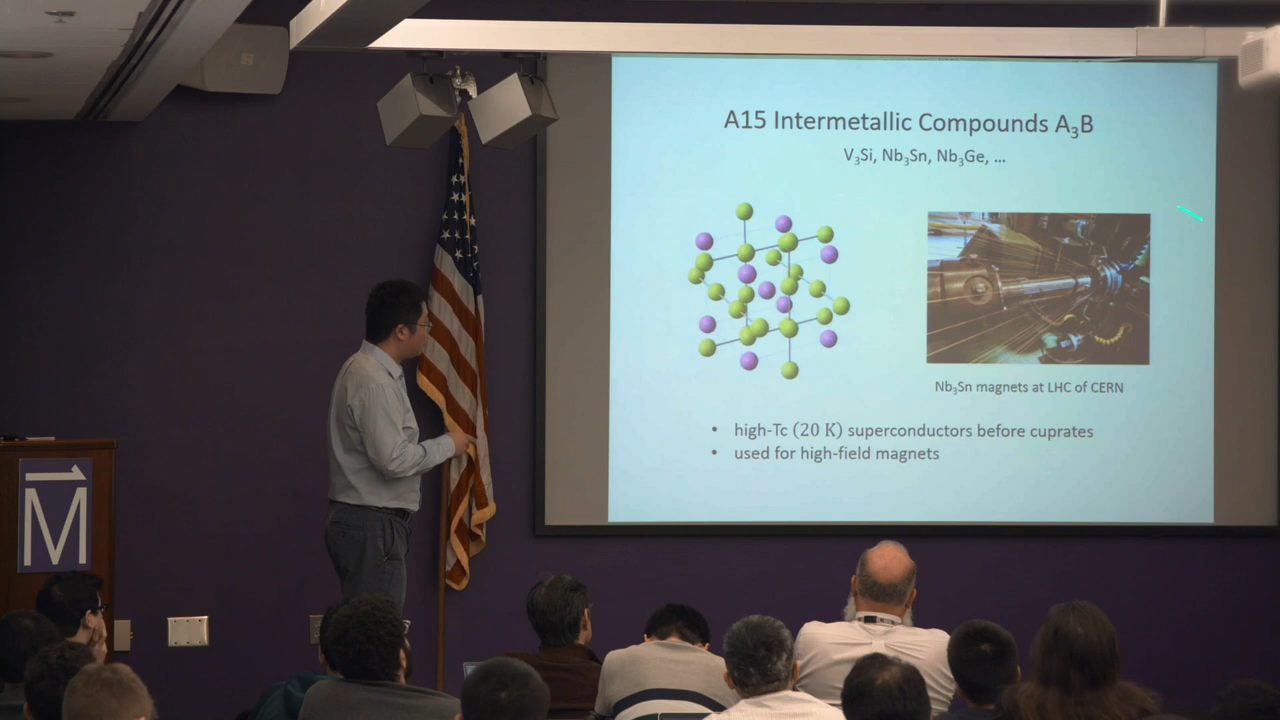 A15 Intermetallic Compounds A₃B
V₃Si, Nb₃Sn, Nb₃Ge, ...
Nb₃Sn magnets at LHC of CERN
• high-Tc (20 K) superconductors before cuprates
• used for high-field magnets
M